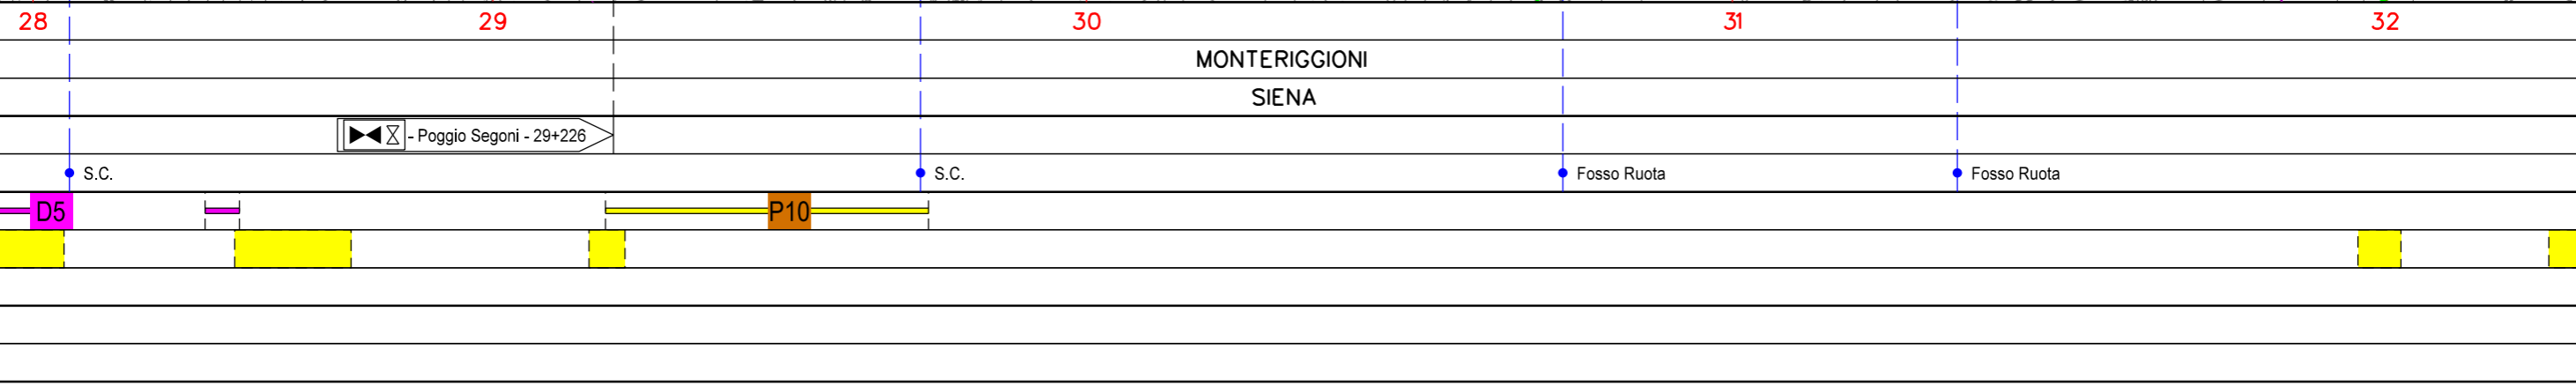 28 29 30 31 32
MONTERIGGIONI
SIENA
- Poggio Segoni - 29+226
S.C. S.C. Fosso Ruota Fosso Ruota
D5 P10